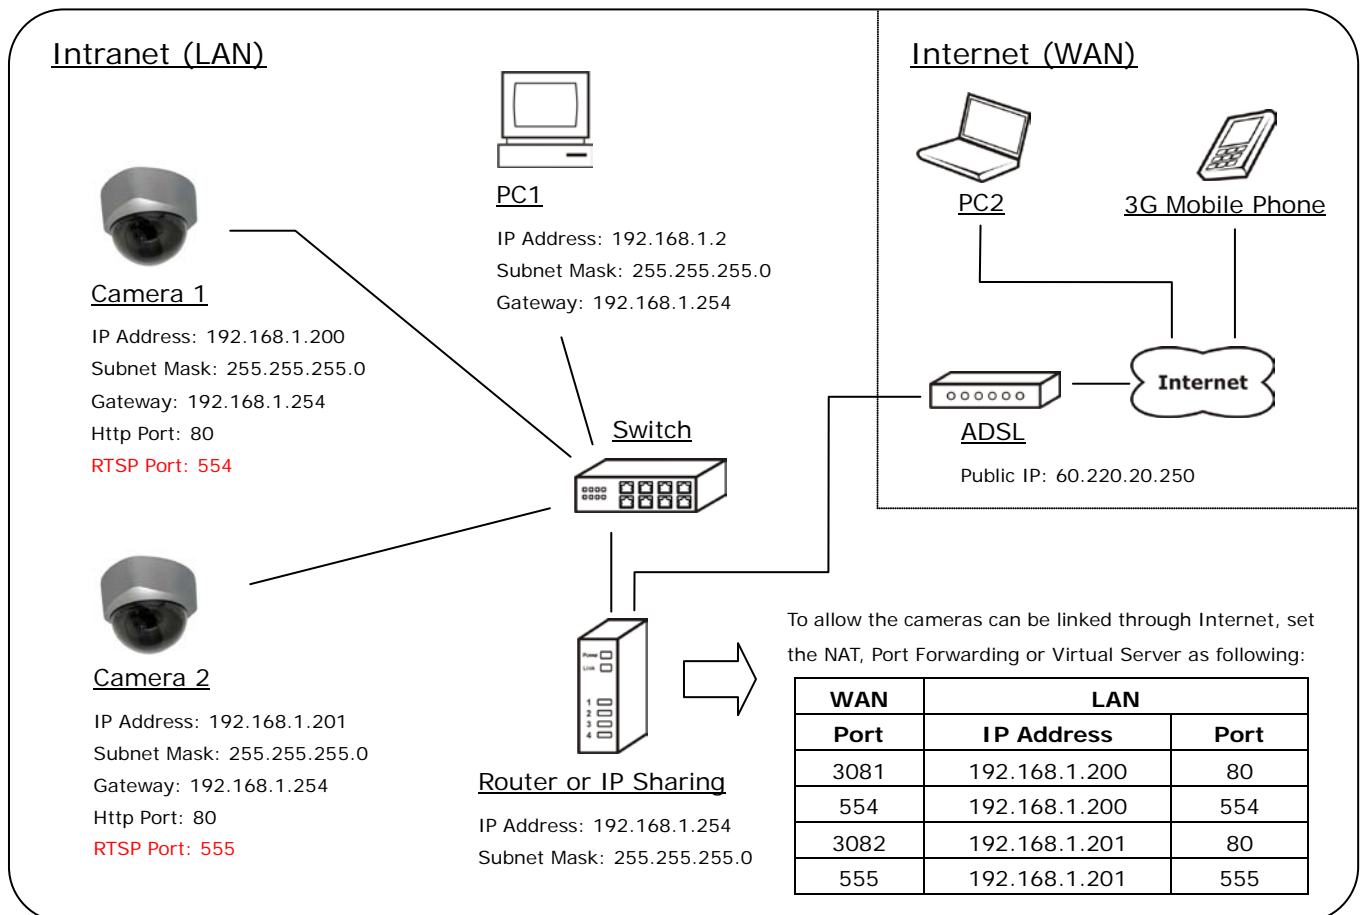 Intranet (LAN)
Internet (WAN)
PC1
IP Address: 192.168.1.2
Subnet Mask: 255.255.255.0
Gateway: 192.168.1.254
PC2
3G Mobile Phone
Camera 1
IP Address: 192.168.1.200
Subnet Mask: 255.255.255.0
Gateway: 192.168.1.254
Http Port: 80
RTSP Port: 554
Switch
Internet
ADSL
Public IP: 60.220.20.250
Camera 2
IP Address: 192.168.1.201
Subnet Mask: 255.255.255.0
Gateway: 192.168.1.254
Http Port: 80
RTSP Port: 555
Power
Link
1
2
3
4
Router or IP Sharing
IP Address: 192.168.1.254
Subnet Mask: 255.255.255.0
To allow the cameras can be linked through Internet, set
the NAT, Port Forwarding or Virtual Server as following:
WAN LAN
Port IP Address Port
3081 192.168.1.200 80
554 192.168.1.200 554
3082 192.168.1.201 80
555 192.168.1.201 555